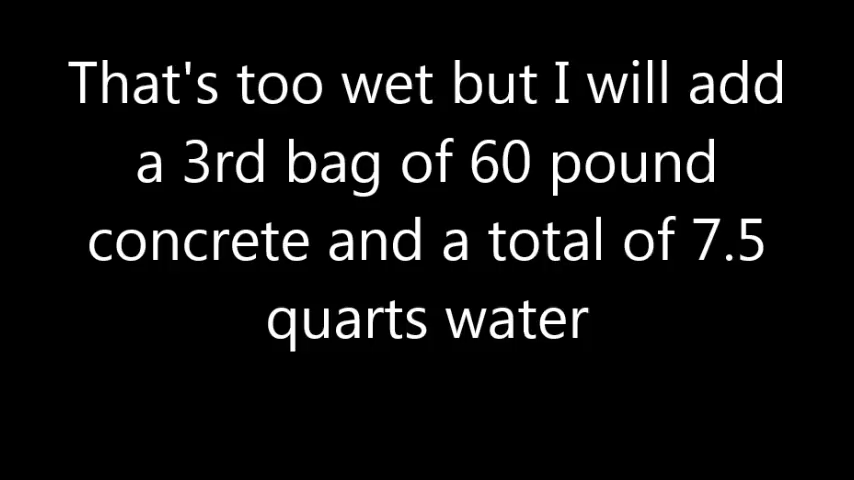 That's too wet but I will add
a 3rd bag of 60 pound
concrete and a total of 7.5
quarts water